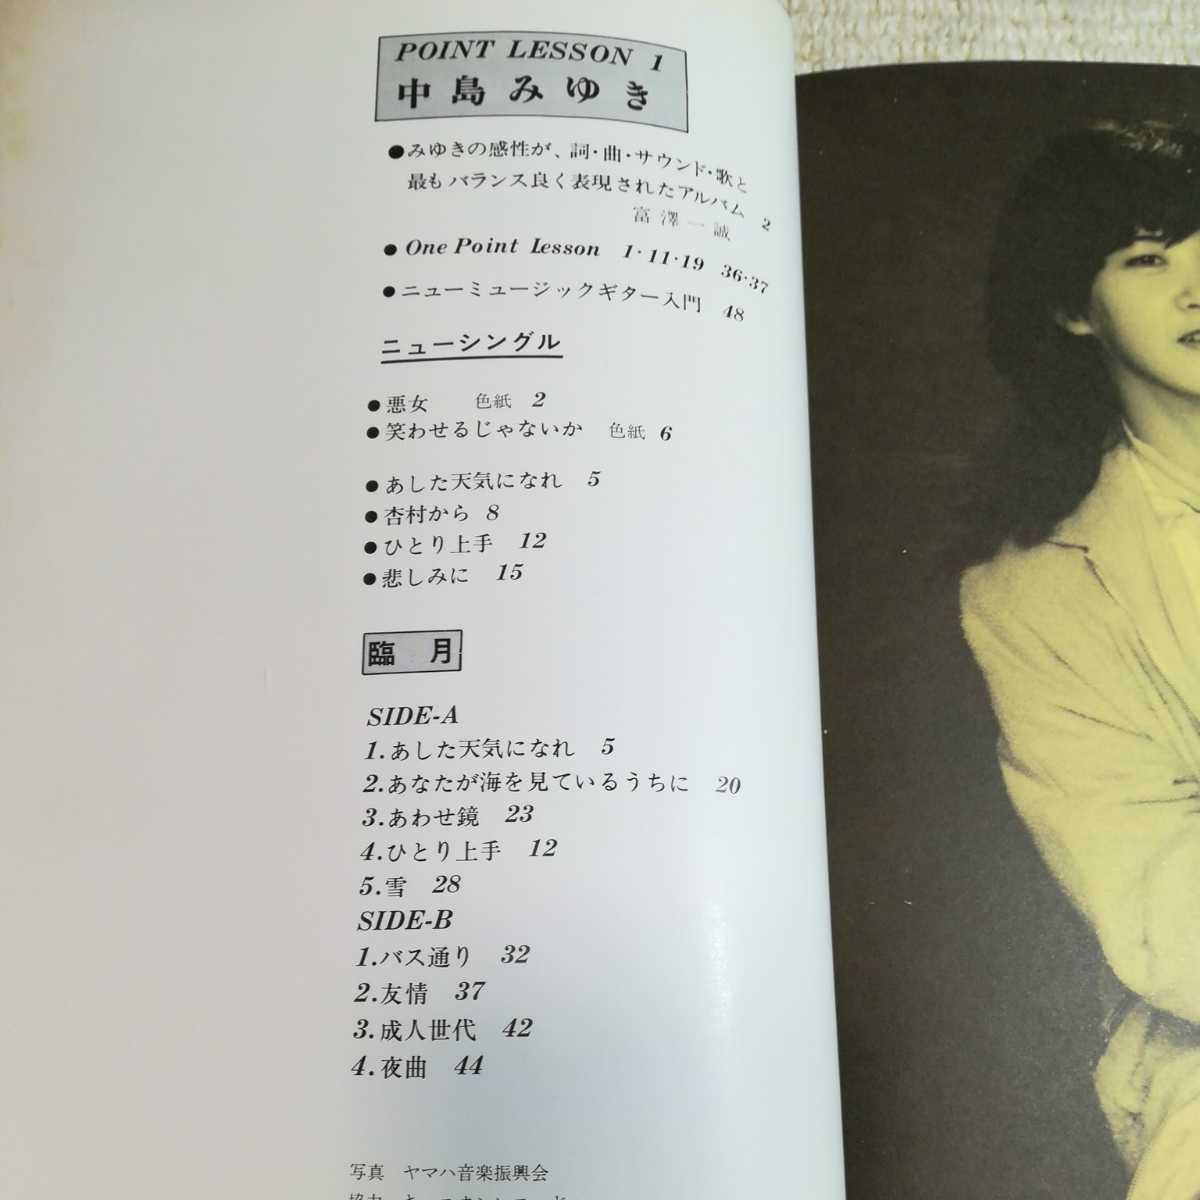 POINT LESSON 1
中島みゆき
●みゆきの感性が、詞・曲・サウンド・歌と
最もバランス良く表現されたアルバム 2
富澤一誠
●One Point Lesson 1・11・19 36・37
●ニューミュージックギター入門 48
ニューシングル
●悪女 色紙 2
●笑わせるじゃないか 色紙 6
●あした天気になれ 5
●杏村から 8
●ひとり上手 12
●悲しみに 15
臨 月
SIDE-A
1.あした天気になれ 5
2.あなたが海を見ているうちに 20
3.あわせ鏡 23
4.ひとり上手 12
5.雪 28
SIDE-B
1.バス通り 32
2.友情 37
3.成人世代 42
4.夜曲 44
写真 ヤマハ音楽振興会